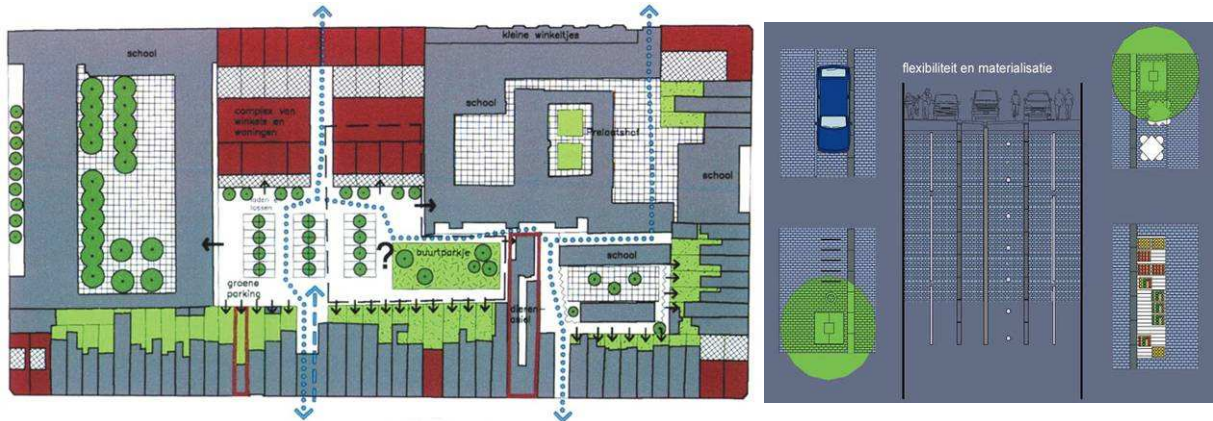 school
kleine winkeltjes
complex van
winkels en
woningen
school
Prelaatshof
school
laden &
lossen
?
buurtparkje
school
groene
parking
dieren-
asiel
flexibiliteit en materialisatie